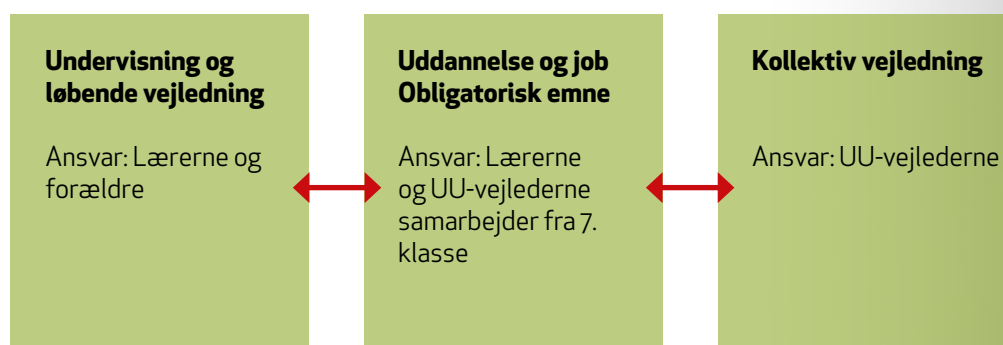 Undervisning og
løbende vejledning
Ansvar: Lærerne og
forældre
Uddannelse og job
Obligatorisk emne
Ansvar: Lærerne
og UU-vejlederne
samarbejder fra 7.
klasse
Kollektiv vejledning
Ansvar: UU-vejlederne